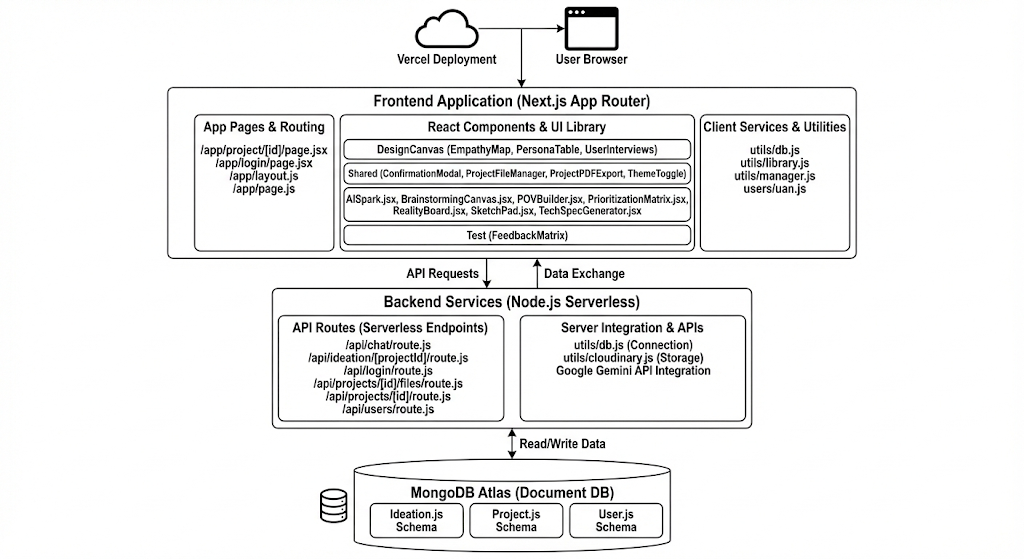 Vercel Deployment
User Browser
Frontend Application (Next.js App Router)
App Pages & Routing
/app/project/[id]/page.jsx
/app/login/page.jsx
/app/layout.js
/app/page.js
React Components & UI Library
DesignCanvas (EmpathyMap, PersonaTable, UserInterviews)
Shared (ConfirmationModal, ProjectFileManager, ProjectPDFExport, ThemeToggle)
AISpark.jsx, BrainstormingCanvas.jsx, POVBuilder.jsx, PrioritizationMatrix.jsx,
RealityBoard.jsx, SketchPad.jsx, TechSpecGenerator.jsx
Test (FeedbackMatrix)
Client Services & Utilities
utils/db.js
utils/library.js
utils/manager.js
users/uan.js
API Requests
Data Exchange
Backend Services (Node.js Serverless)
API Routes (Serverless Endpoints)
/api/chat/route.js
/api/ideation/[projectId]/route.js
/api/login/route.js
/api/projects/[id]/files/route.js
/api/projects/[id]/route.js
/api/users/route.js
Server Integration & APIs
utils/db.js (Connection)
utils/cloudinary.js (Storage)
Google Gemini API Integration
Read/Write Data
MongoDB Atlas (Document DB)
Ideation.js
Schema
Project.js
Schema
User.js
Schema